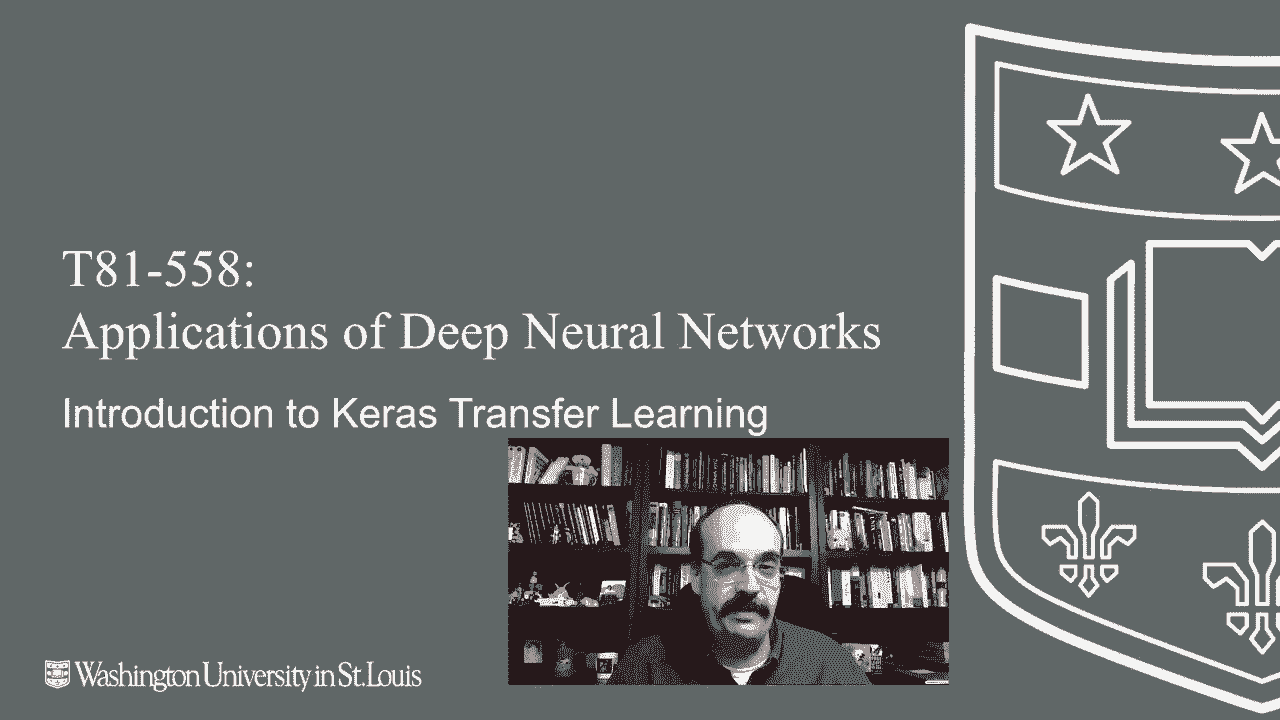 T81-558:
Applications of Deep Neural Networks
Introduction to Keras Transfer Learning
Washington University in St. Louis